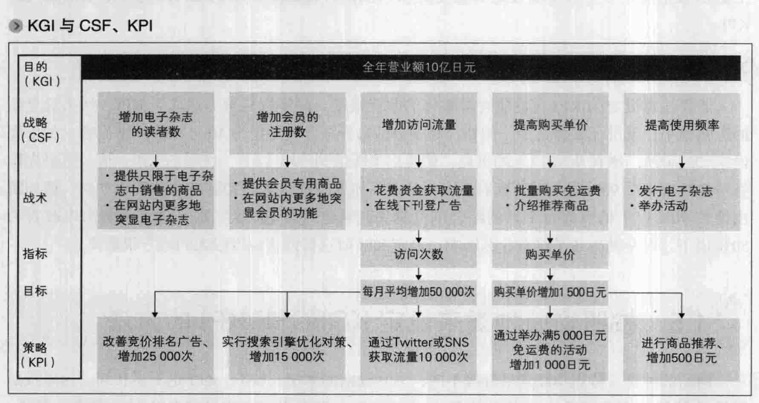 KGI 与 CSF、KPI
目的
(KGI)
全年营业额10亿日元
战略
(CSF)
增加电子杂志
的读者数
增加会员的
注册数
增加访问流量
提高购买单价
提高使用频率
战术
・提供只限于电子杂
志中销售的商品
・在网站内更多地
突显电子杂志
・提供会员专用商品
・在网站内更多地突
显会员的功能
・花费资金获取流量
・在线下刊登广告
・批量购买免运费
・介绍推荐商品
・发行电子杂志
・举办活动
指标
访问次数
购买单价
目标
每月平均增加50 000次
购买单价增加1 500日元
策略
(KPI)
改善竞价排名广告、
增加25 000次
实行搜索引擎优化对策、
增加15 000次
通过Twitter或SNS
获取流量10 000次
通过举办满5 000日元
免运费的活动
增加1 000日元
进行商品推荐、
增加500日元